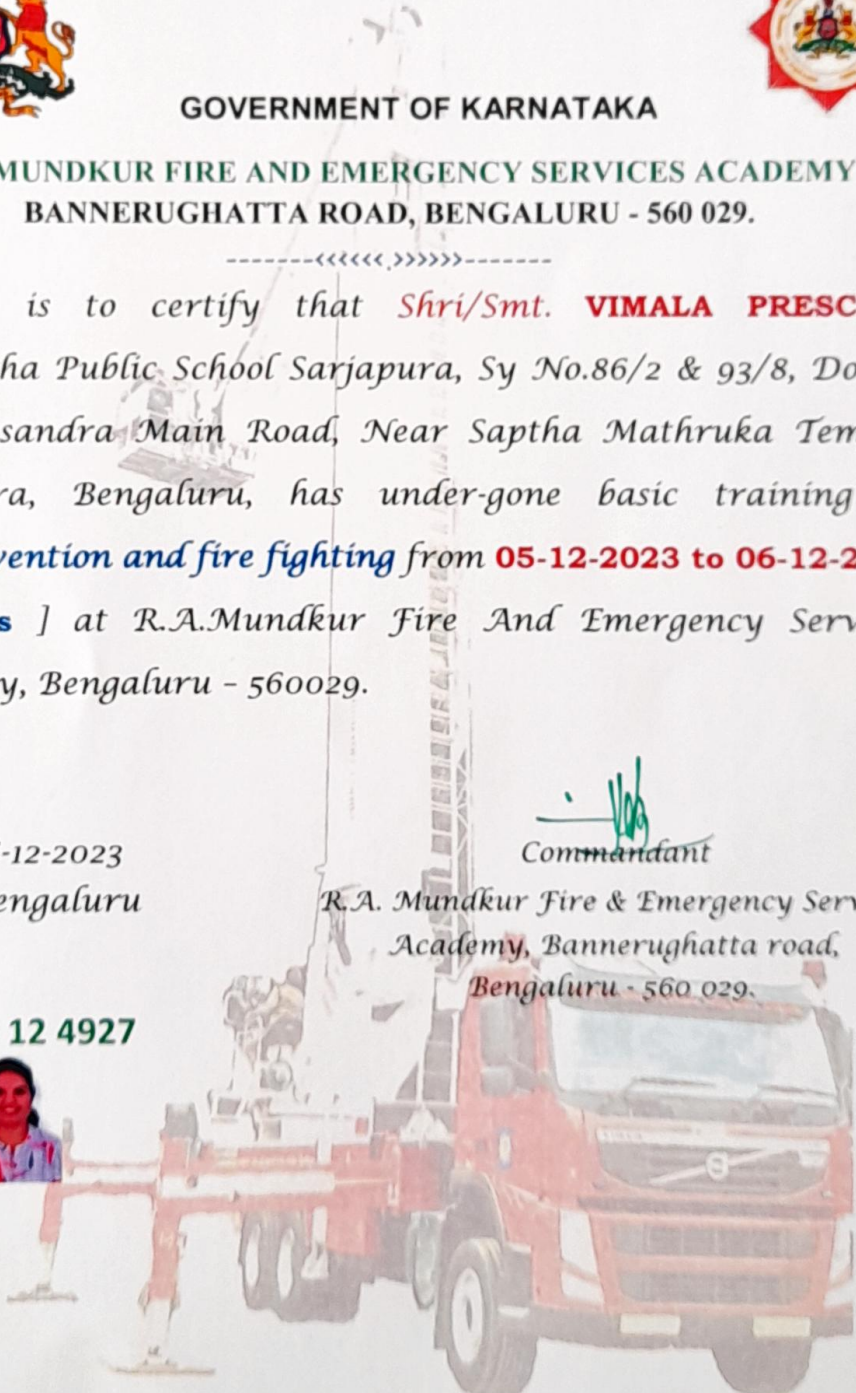 GOVERNMENT OF KARNATAKA
MUNDKUR FIRE AND EMERGENCY SERVICES ACADEMY
BANNERUGHATTA ROAD, BENGALURU - 560 029.
-------‹‹‹‹‹‹.››››››-------
is to certify that Shri/Smt. VIMALA PRESC
ha Public School Sarjapura, Sy No.86/2 & 93/8, Do
sandra Main Road, Near Saptha Mathruka Tem
ra, Bengaluru, has under-gone basic training
vention and fire fighting from 05-12-2023 to 06-12-2
s ] at R.A.Mundkur Fire And Emergency Serv
y, Bengaluru – 560029.
-12-2023
Commandant
engaluru
R.A. Mundkur Fire & Emergency Serv
Academy, Bannerughatta road,
Bengaluru - 560 029.
12 4927